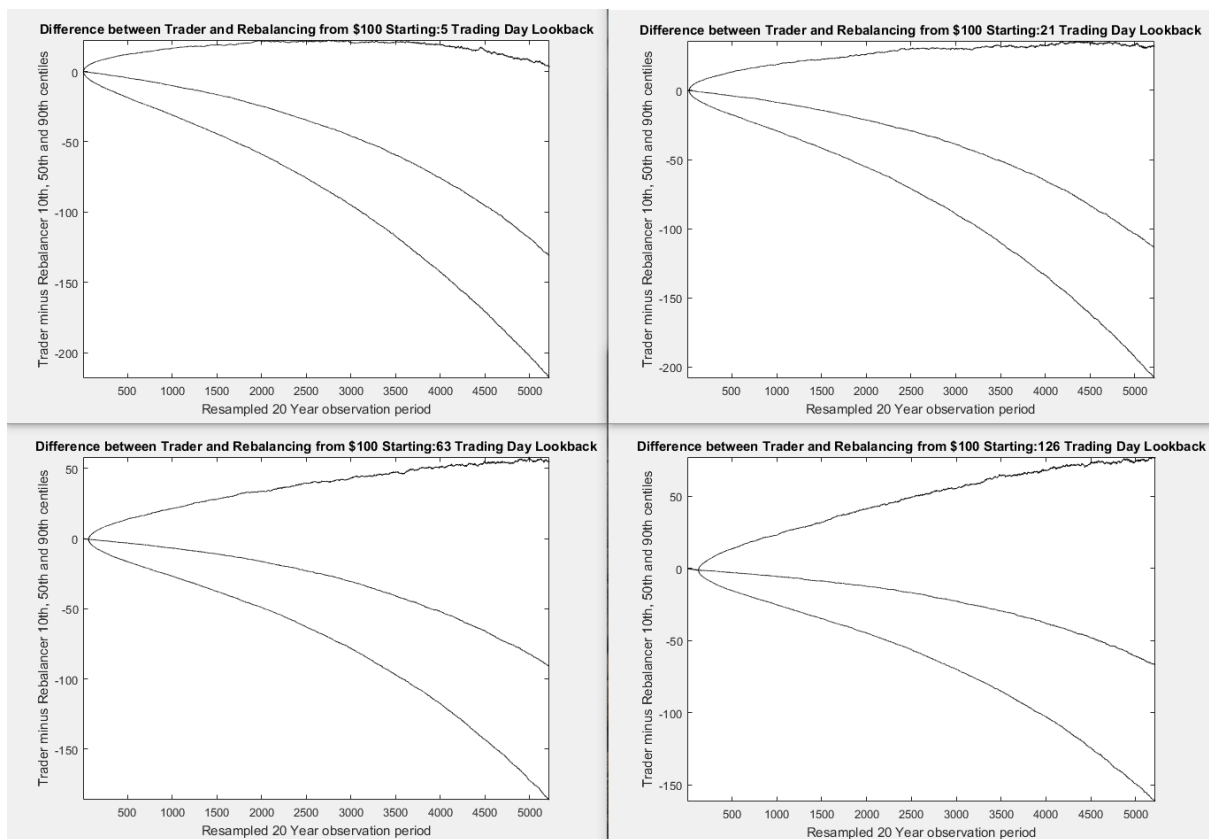 Difference between Trader and Rebalancing from $100 Starting:5 Trading Day Lookback
Trader minus Rebalancer 10th, 50th and 90th centiles
0
-50
-100
-150
-200
500 1000 1500 2000 2500 3000 3500 4000 4500 5000
Resampled 20 Year observation period
Difference between Trader and Rebalancing from $100 Starting:21 Trading Day Lookback
Trader minus Rebalancer 10th, 50th and 90th centiles
0
-50
-100
-150
-200
500 1000 1500 2000 2500 3000 3500 4000 4500 5000
Resampled 20 Year observation period
Difference between Trader and Rebalancing from $100 Starting:63 Trading Day Lookback
Trader minus Rebalancer 10th, 50th and 90th centiles
50
0
-50
-100
-150
500 1000 1500 2000 2500 3000 3500 4000 4500 5000
Resampled 20 Year observation period
Difference between Trader and Rebalancing from $100 Starting:126 Trading Day Lookback
Trader minus Rebalancer 10th, 50th and 90th centiles
50
0
-50
-100
-150
500 1000 1500 2000 2500 3000 3500 4000 4500 5000
Resampled 20 Year observation period